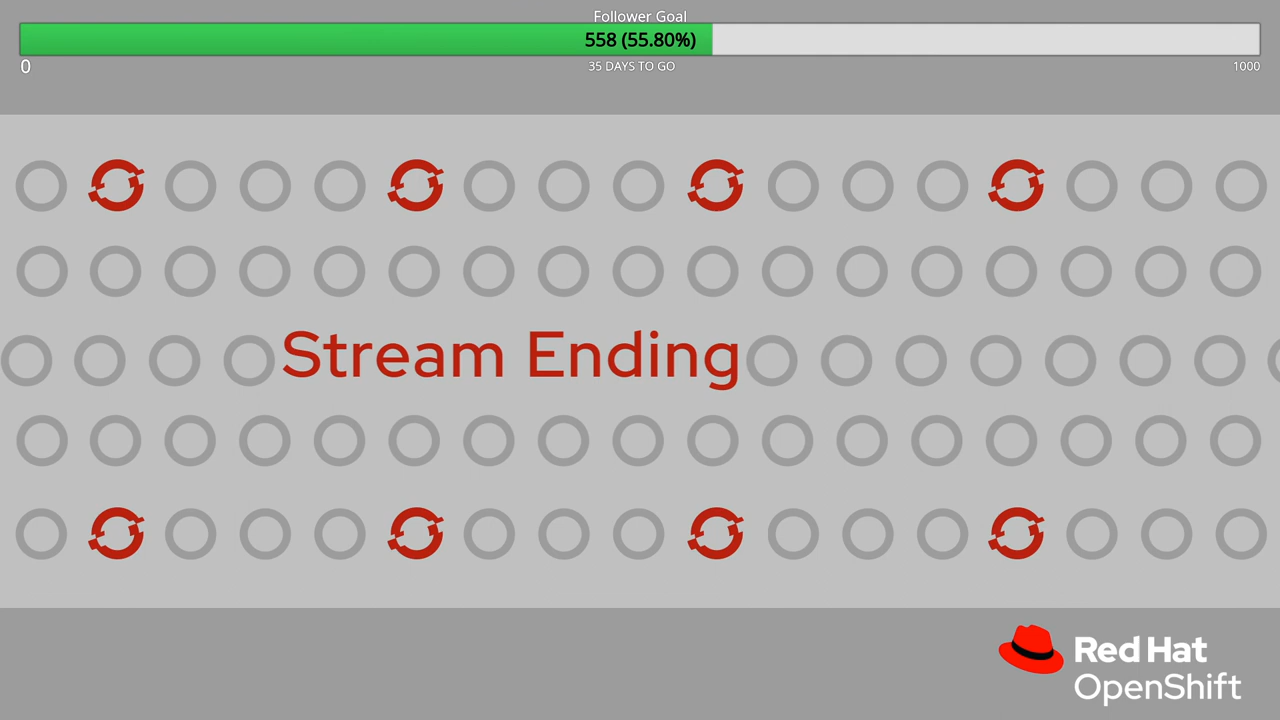 Follower Goal
558 (55.80%)
0 35 DAYS TO GO 1000
Stream Ending
Red Hat
OpenShift